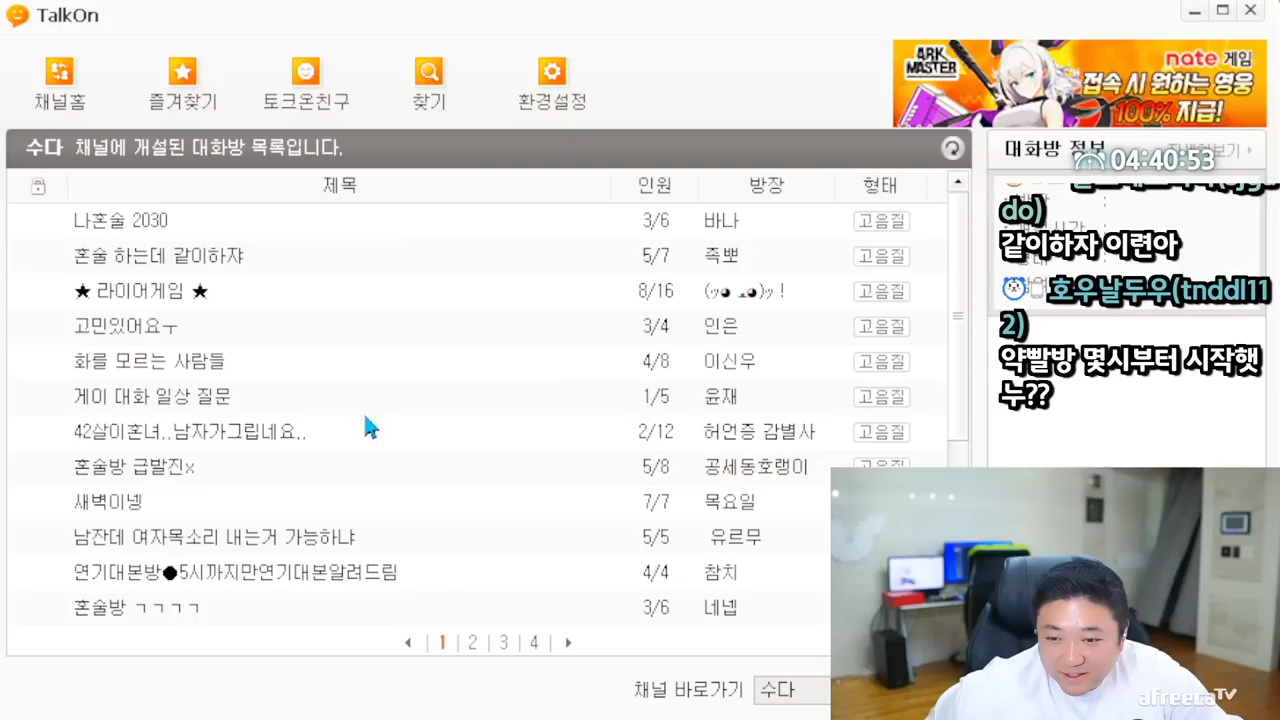 TalkOn
채널홈
즐겨찾기
토크온친구
찾기
환경설정
ARK MASTER
nate 게임
접속 시 원하는 영웅
100% 지급!
수다 채널에 개설된 대화방 목록입니다.
대화방 정보
04:40:53
제목 인원 방장 형태
나혼술 2030 3/6 바나 고음질
혼술 하는데 같이하쟈 5/7 족뽀 고음질
★ 라이어게임 ★ 8/16 고음질
고민있어요ㅜ 3/4 인은 고음질
화를 모르는 사람들 4/8 이신우 고음질
게이 대화 일상 질문 1/5 윤재 고음질
42살이혼녀..남자가그립네요.. 2/12 허언증 감별사 고음질
혼술방 급발진x 5/8 공세동호랭이 고음질
새벽이넹 7/7 목요일
남잔데 여자목소리 내는거 가능하냐 5/5 유르무
연기대본방●5시까지만연기대본알려드림 4/4 참치
혼술방 ㄱㄱㄱㄱ 3/6 네넵
1 | 2 | 3 | 4
채널 바로가기 수다
do)
같이하자 이련아
호우날두우(tnddl11
2)
약빨방 몇시부터 시작햇
누??
afreecaTV